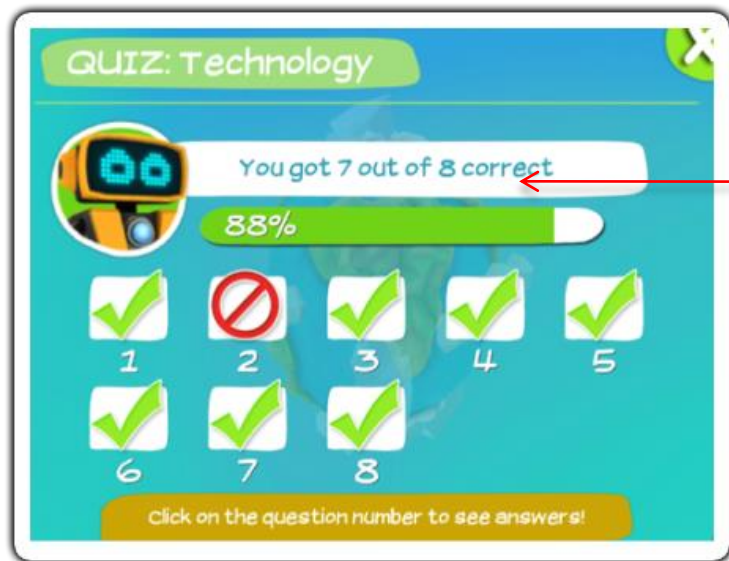 QUIZ: Technology
You got 7 out of 8 correct
88%
1 2 3 4 5
6 7 8
Click on the question number to see answers!